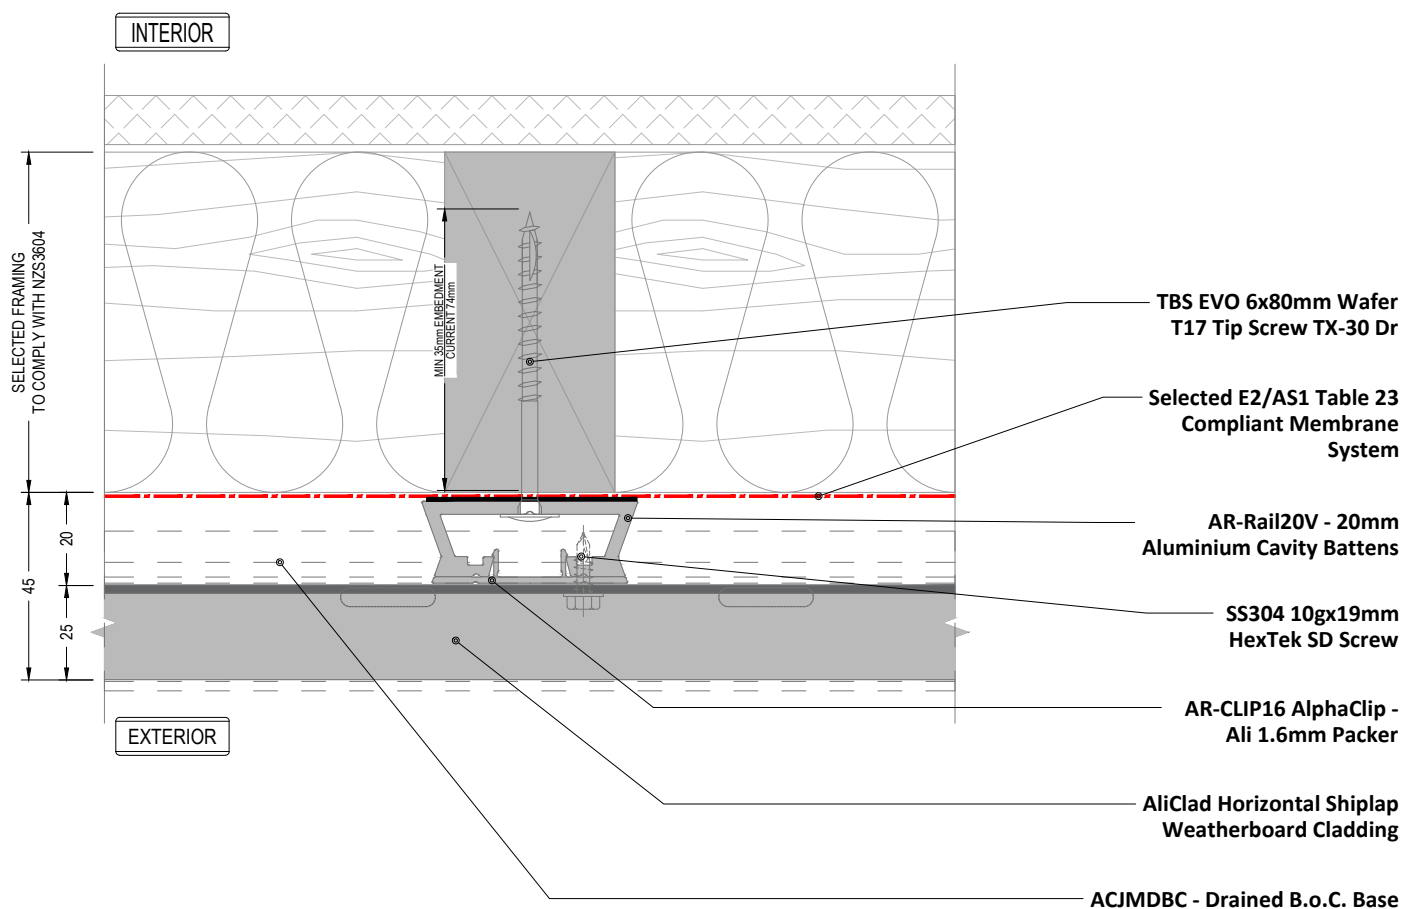 INTERIOR
SELECTED FRAMING
TO COMPLY WITH NZS3604
MIN 35mm EMBEDMENT
CURRENT 74mm
TBS EVO 6x80mm Wafer
T17 Tip Screw TX-30 Dr
Selected E2/AS1 Table 23
Compliant Membrane
System
AR-Rail20V - 20mm
Aluminium Cavity Battens
20
45
25
SS304 10gx19mm
HexTek SD Screw
AR-CLIP16 AlphaClip -
Ali 1.6mm Packer
EXTERIOR
AliClad Horizontal Shiplap
Weatherboard Cladding
ACJMDBC - Drained B.o.C. Base